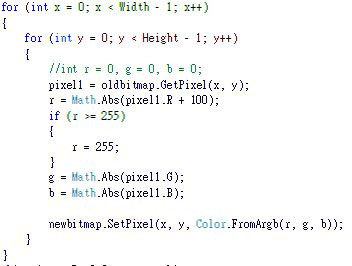 for (int x = 0; x < Width - 1; x++)
{
    for (int y = 0; y < Height - 1; y++)
    {
        //int r = 0, g = 0, b = 0;
        pixel1 = oldbitmap.GetPixel(x, y);
        r = Math.Abs(pixel1.R + 100);
        if (r >= 255)
        {
            r = 255;
        }
        g = Math.Abs(pixel1.G);
        b = Math.Abs(pixel1.B);

        newbitmap.SetPixel(x, y, Color.FromArgb(r, g, b));
    }
}